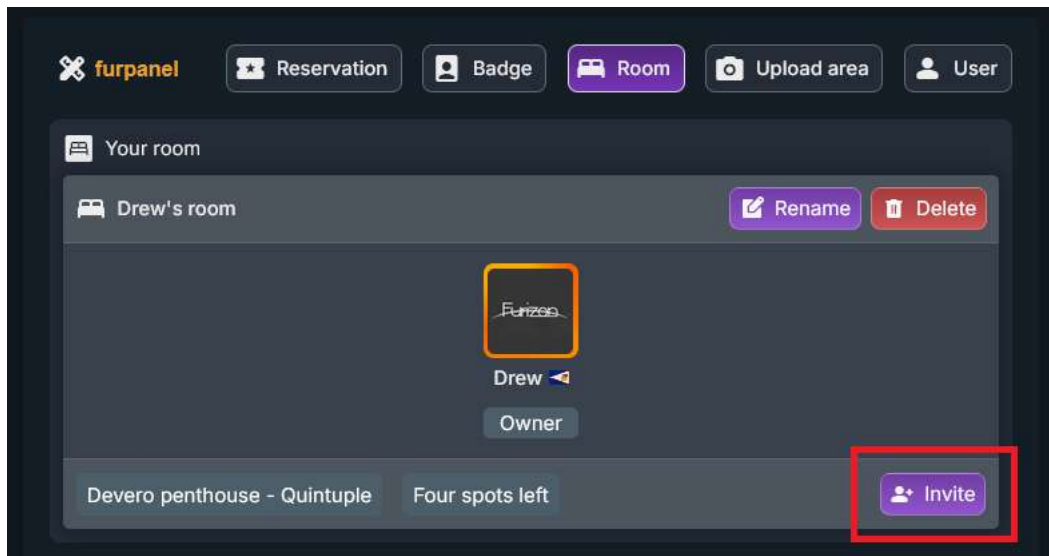 furpanel Reservation Badge Room Upload area User
Your room
Drew's room Rename Delete
Furizon
Drew
Owner
Devero penthouse - Quintuple Four spots left Invite